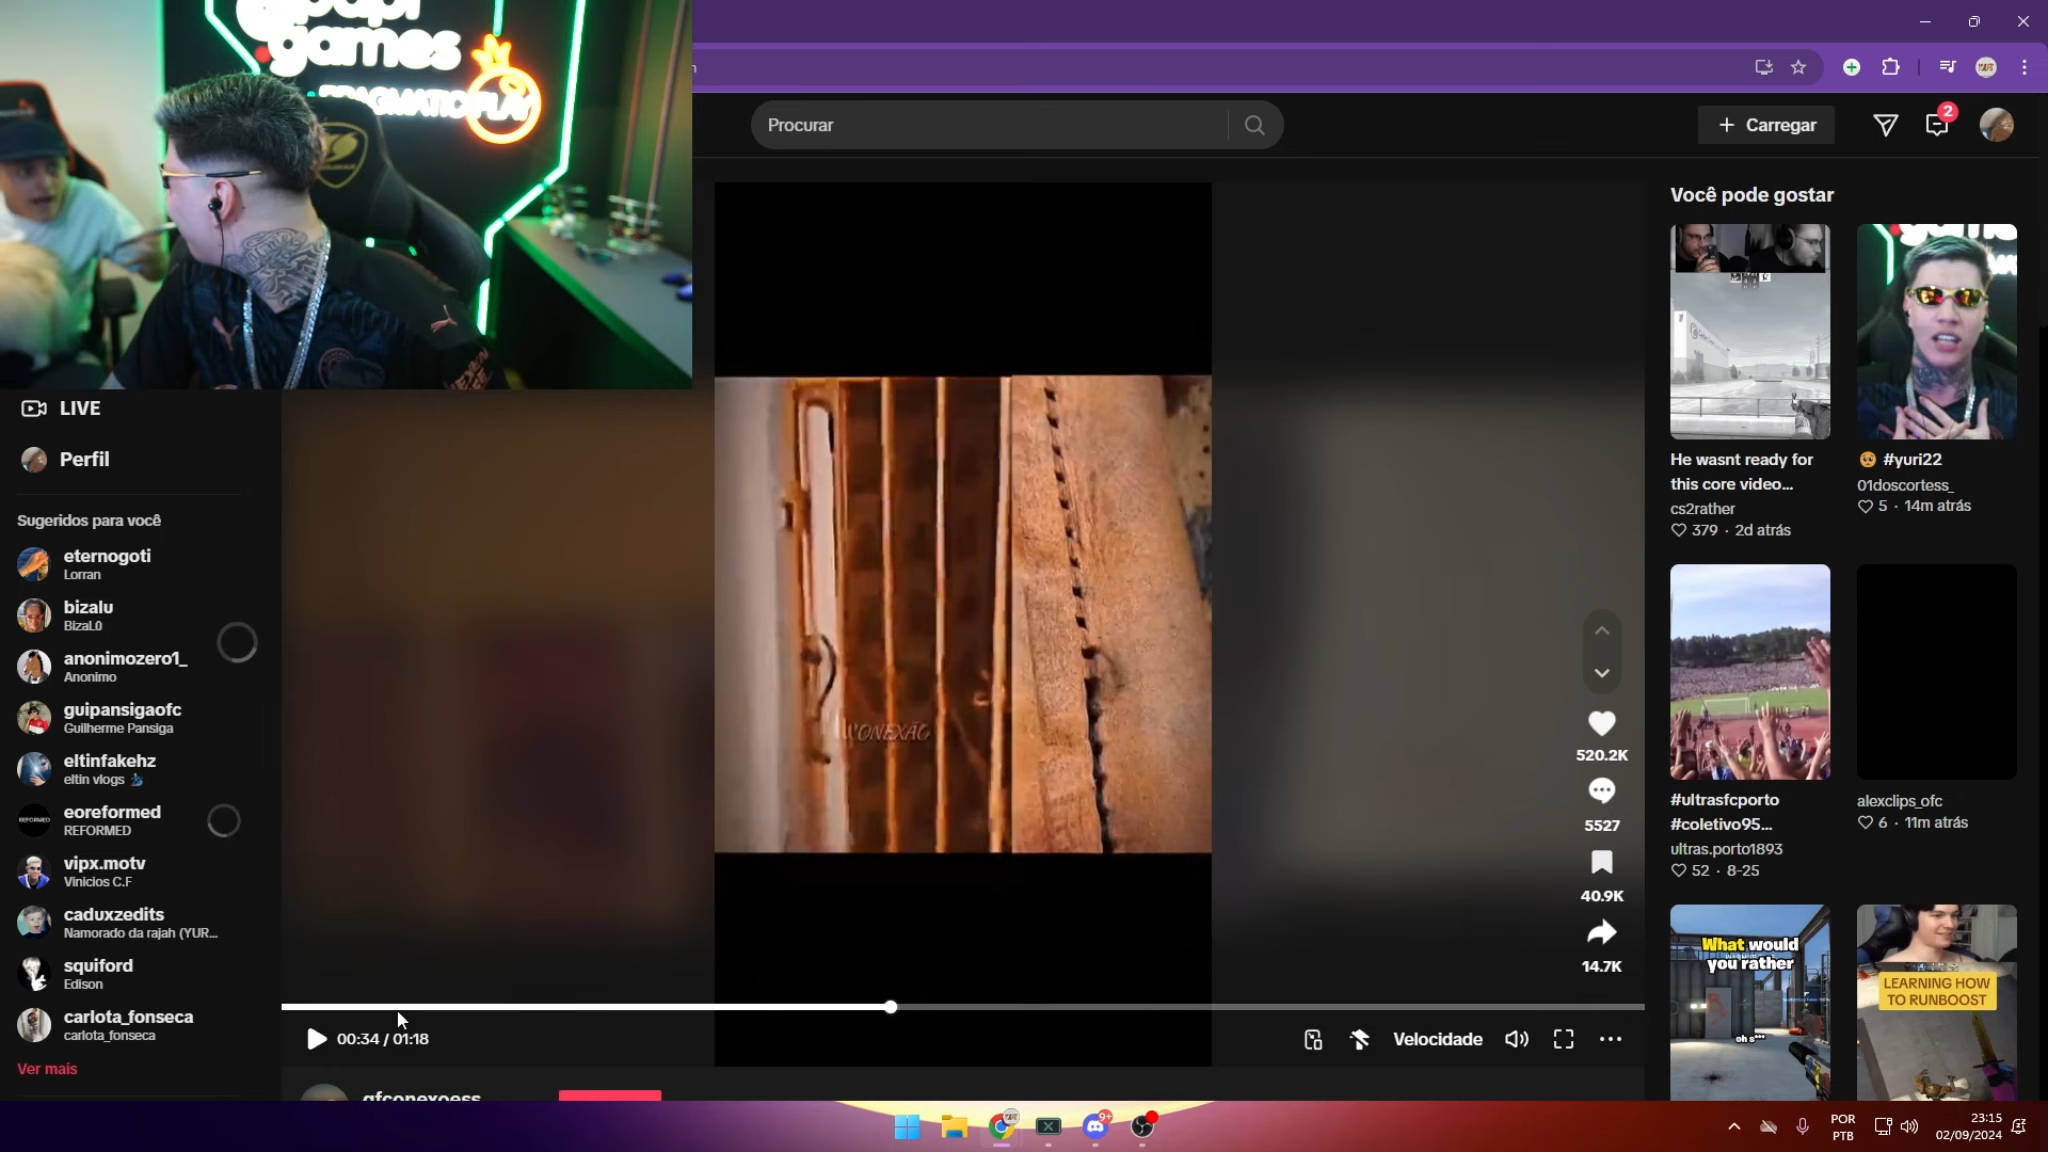 games
PRAGMATIC PLAY
Procurar
Carregar
2
LIVE
Perfil
Sugeridos para você
eternogoti
Lorran
bizalu
BizaL0
anonimozero1_
Anonimo
guipansigaofc
Guilherme Pansiga
eltinfakehz
eltin vlogs
eoreformed
REFORMED
vipx.motv
Vinicios C.F
caduxzedits
Namorado da rajah (YUR...
squiford
Edison
carlota_fonseca
carlota_fonseca
Ver mais
CONEXÃO
520.2K
5527
40.9K
14.7K
00:34 / 01:18
Velocidade
gfconexoess
Você pode gostar
He wasnt ready for
this core video...
cs2rather
379 · 2d atrás
#yuri22
01doscortess_
5 · 14m atrás
#ultrasfcporto
#coletivo95...
ultras.porto1893
52 · 8-25
alexclips_ofc
6 · 11m atrás
What would
you rather
oh s***
LEARNING HOW
TO RUNBOOST
9+
POR
PTB
23:15
02/09/2024